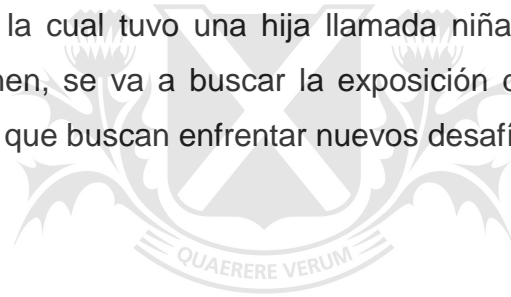 la cual tuvo una hija llamada niña
nen, se va a buscar la exposición
que buscan enfrentar nuevos desafí
QUAERERE VERUM